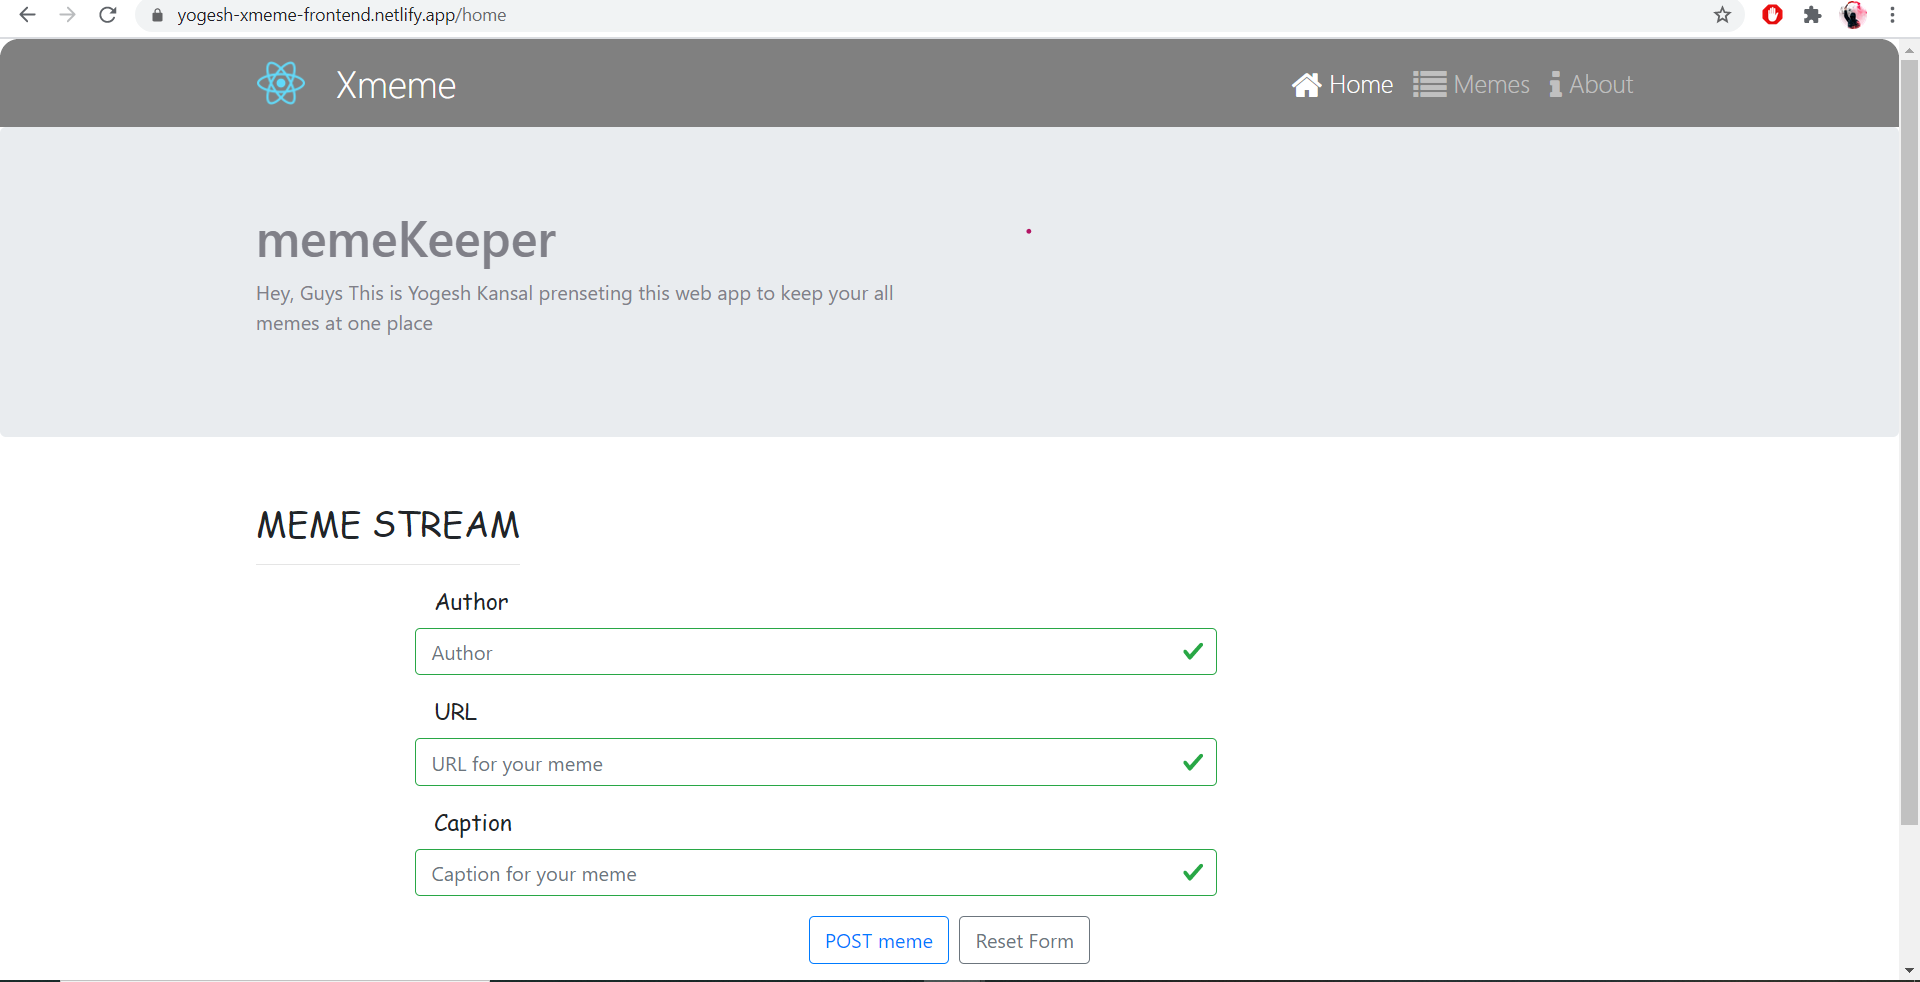 yogesh-xmeme-frontend.netlify.app/home
Xmeme
Home Memes About
memeKeeper
Hey, Guys This is Yogesh Kansal prenseting this web app to keep your all
memes at one place
MEME STREAM
Author
Author
URL
URL for your meme
Caption
Caption for your meme
POST meme Reset Form